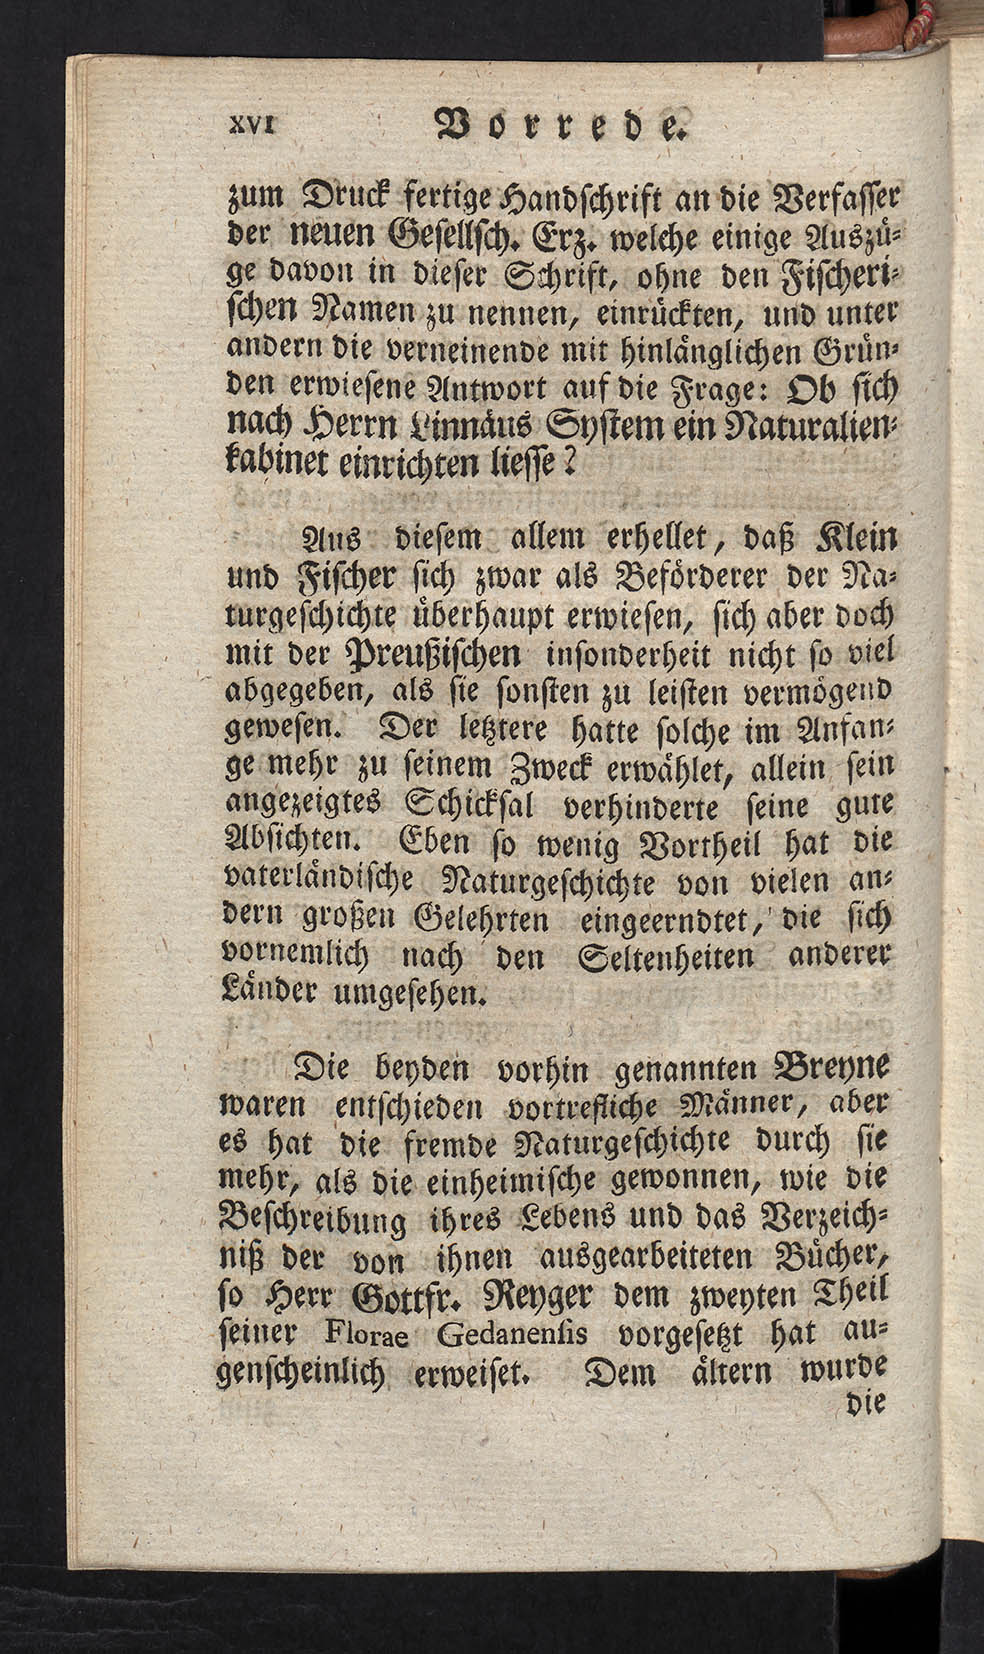 XVI Vorrede.
zum Druck fertige Handschrift an die Verfasser
der neuen Gesellsch. Erz. welche einige Auszü-
ge davon in dieser Schrift, ohne den Fischeri-
schen Namen zu nennen, einrückten, und unter
andern die verneinende mit hinlänglichen Grün-
den erwiesene Antwort auf die Frage: Ob sich
nach Herrn Linnäus System ein Naturalien-
kabinet einrichten liesse?
Aus diesem allem erhellet, daß Klein
und Fischer sich zwar als Beförderer der Na-
turgeschichte überhaupt erwiesen, sich aber doch
mit der Preußischen insonderheit nicht so viel
abgegeben, als sie sonsten zu leisten vermögend
gewesen. Der letztere hatte solche im Anfan-
ge mehr zu seinem Zweck erwählet, allein sein
angezeigtes Schicksal verhinderte seine gute
Absichten. Eben so wenig Vortheil hat die
vaterländische Naturgeschichte von vielen an-
dern großen Gelehrten eingeerndtet, die sich
vornemlich nach den Seltenheiten anderer
Länder umgesehen.
Die beyden vorhin genannten Breyne
waren entschieden vortrefliche Männer, aber
es hat die fremde Naturgeschichte durch sie
mehr, als die einheimische gewonnen, wie die
Beschreibung ihres Lebens und das Verzeich-
niß der von ihnen ausgearbeiteten Bücher,
so Herr Gottfr. Reyger dem zweyten Theil
seiner Florae Gedanensis vorgesetzt hat au-
genscheinlich erweiset. Dem ältern wurde
die